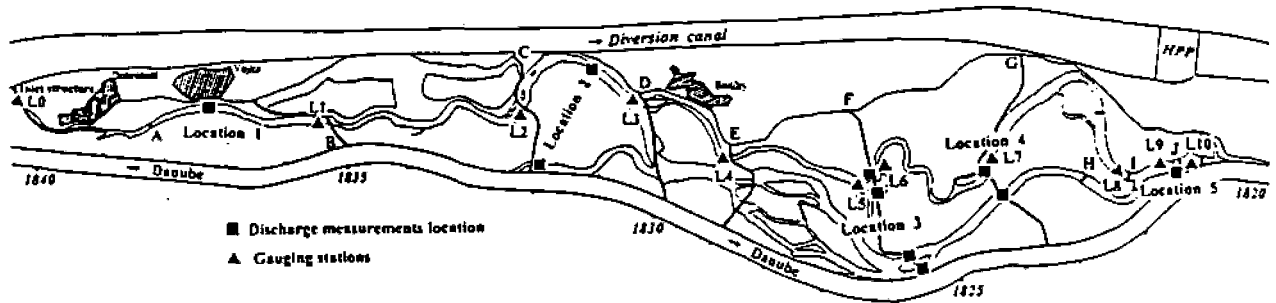 → Diversion canal
HPP
Inlet structure
L0
Vojka
A
Location 1
L1
B
C
L2
Location 2
D
L3
E
L4
F
L5
L6
Location 3
G
Location 4
L7
H
I
L8
L9
J
L10
Location 5
1840
→ Danube
1835
1830
→ Danube
1825
1820
■ Discharge measurements location
▲ Gauging stations